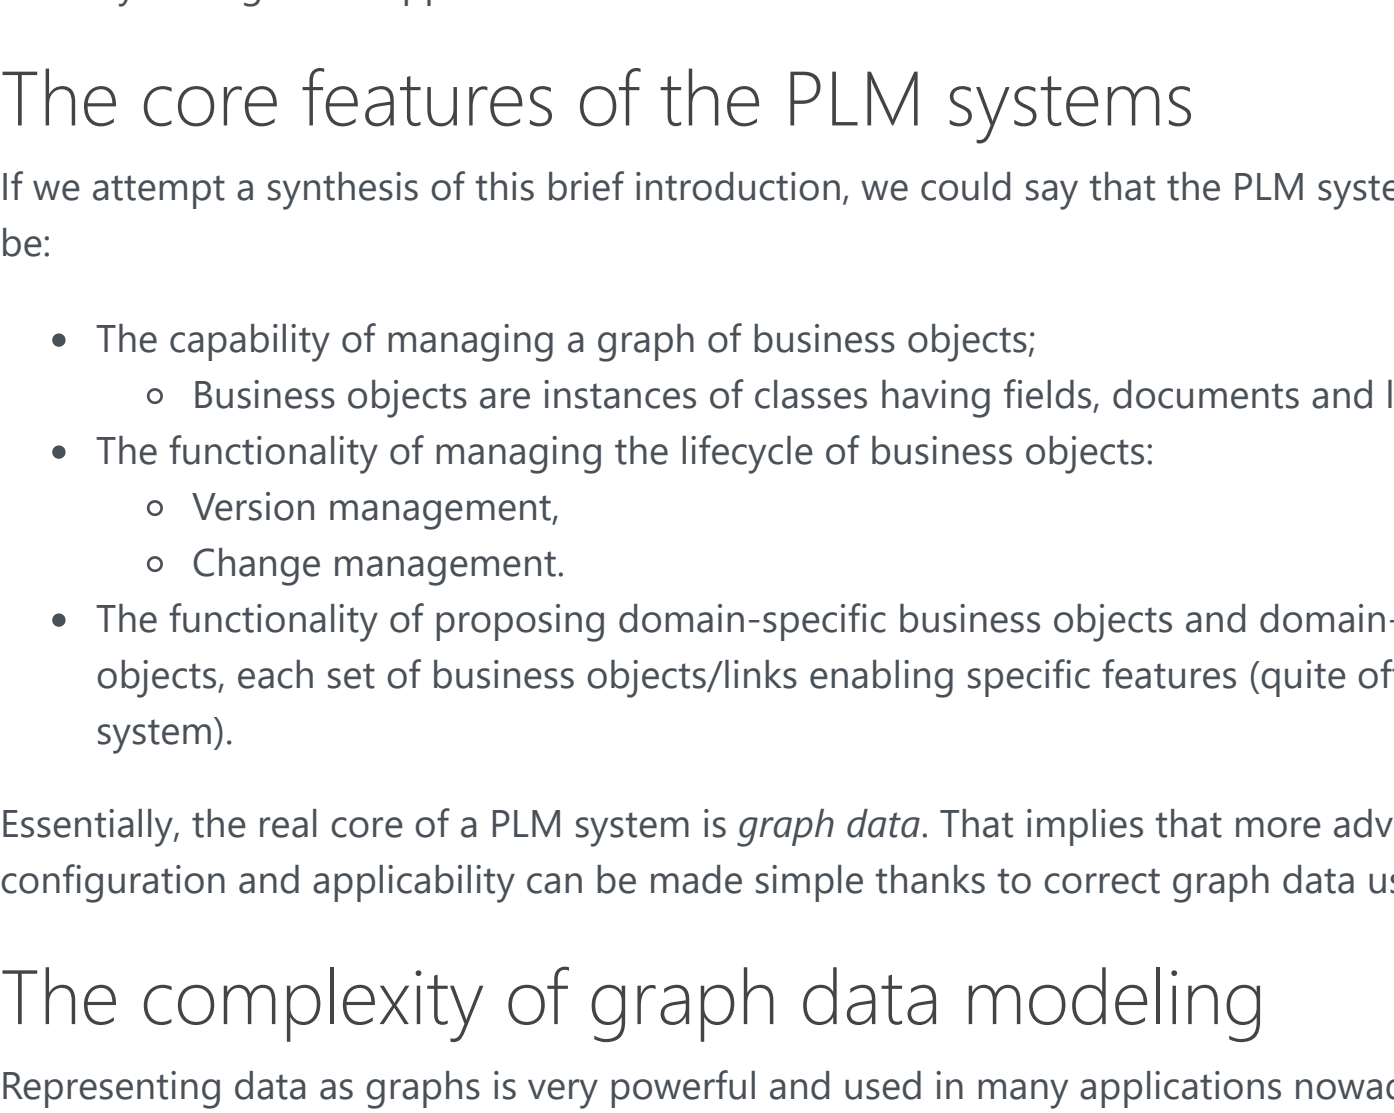 The core features of the PLM systems
If we attempt a synthesis of this brief introduction, we could say that the PLM
be:
The capability of managing a graph of business objects;
Business objects are instances of classes having fields, documents and
The functionality of managing the lifecycle of business objects:
Version management,
Change management.
The functionality of proposing domain-specific business objects and domain-
objects, each set of business objects/links enabling specific features (quite
system).
Essentially, the real core of a PLM system is graph data. That implies that more
configuration and applicability can be made simple thanks to correct graph data
The complexity of graph data modeling
Representing data as graphs is very powerful and used in many applications